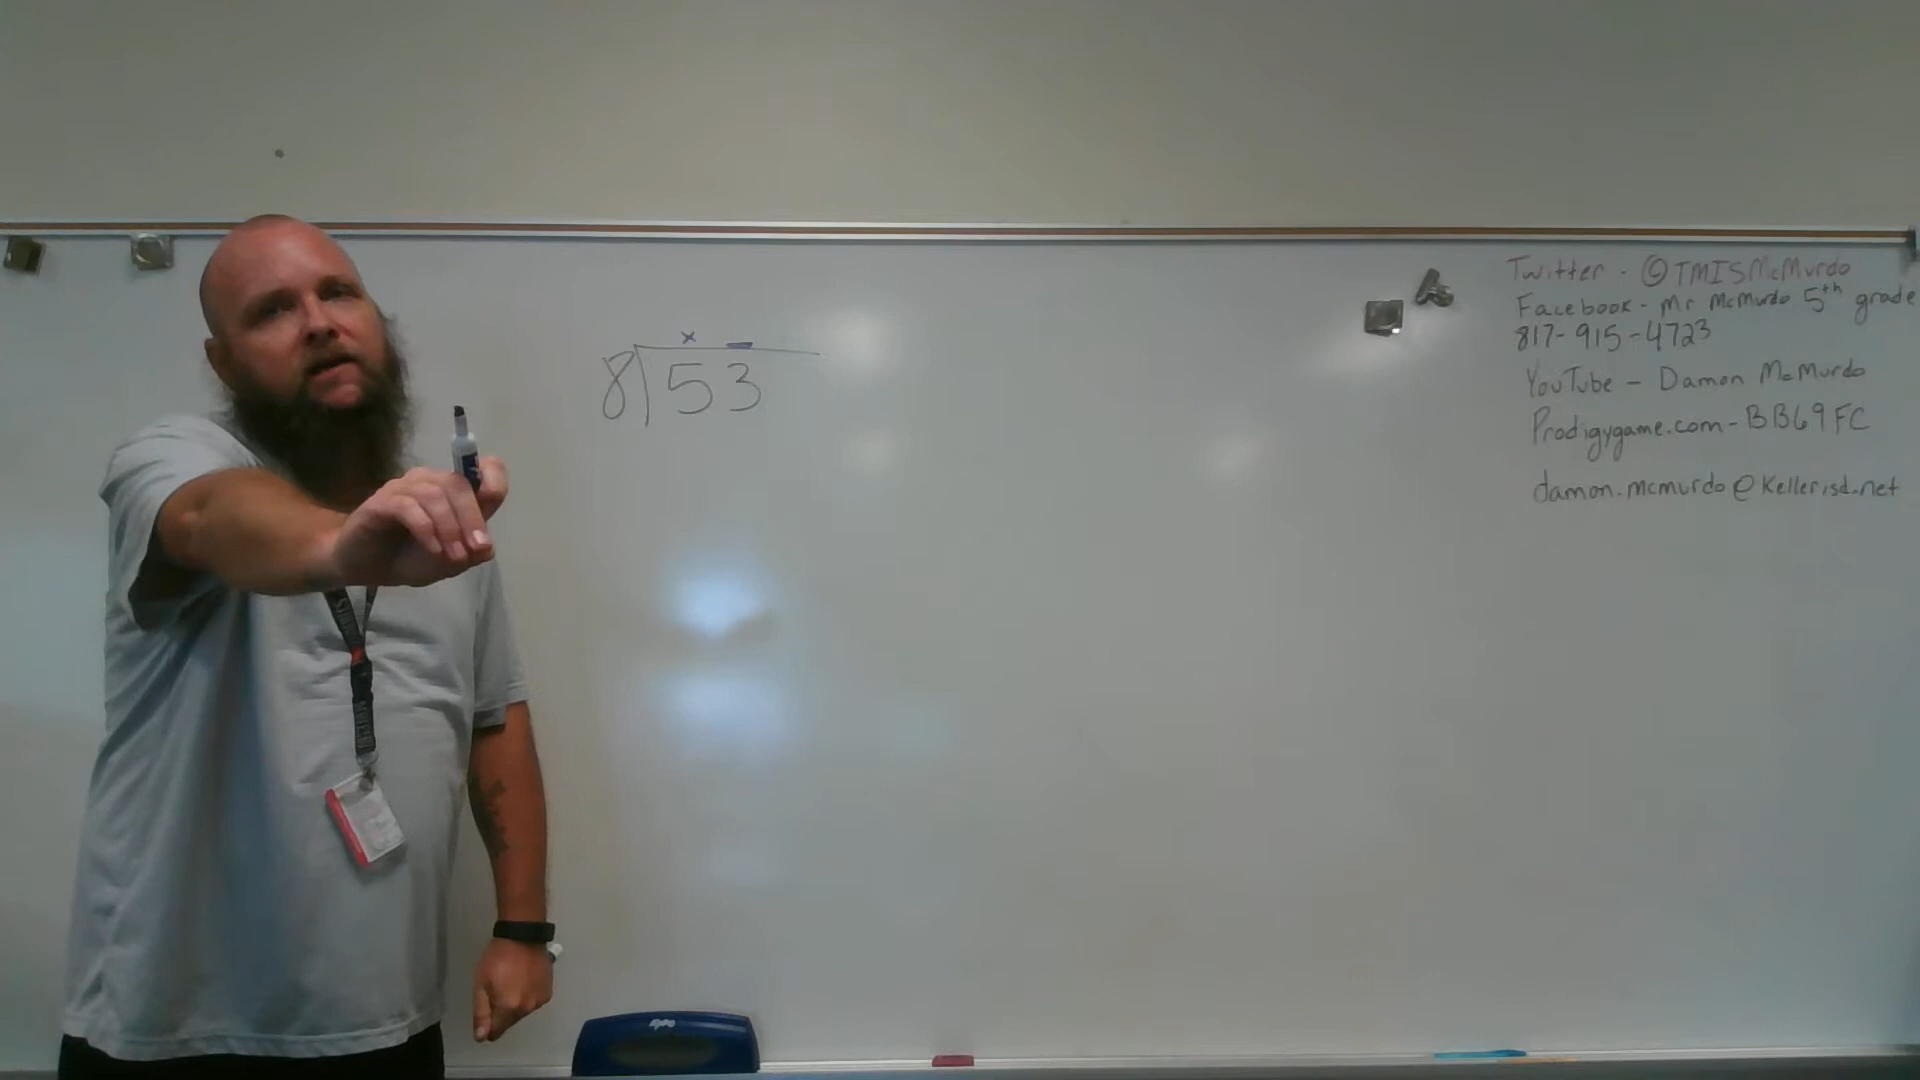 x –
8 53
Twitter - @TMISMcMurdo
Facebook - Mr McMurdo 5th grade
817-915-4723
YouTube - Damon McMurdo
Prodigygame.com - BB69FC
damon.mcmurdo@kellerisd.net
expo